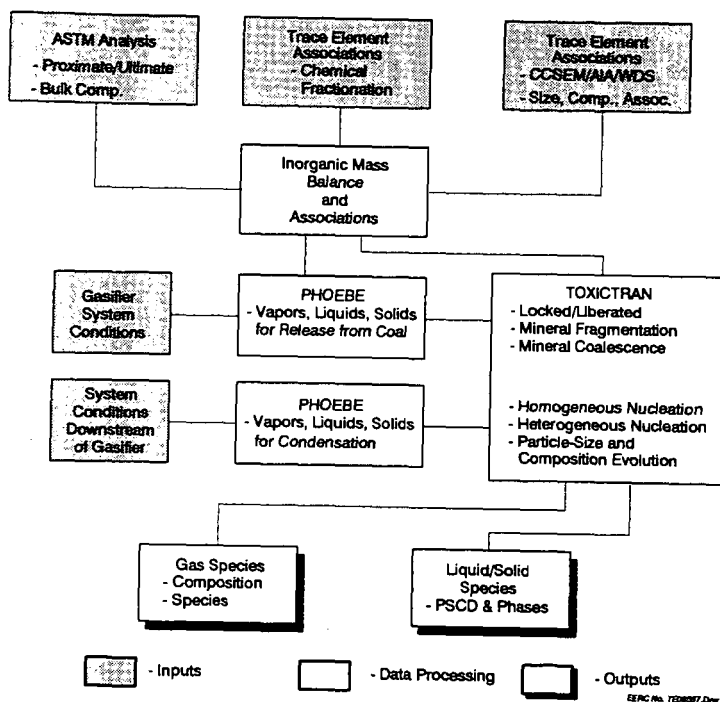 ASTM Analysis
- Proximate/Ultimate
- Bulk Comp.
Trace Element
Associations
- Chemical
Fractionation
Trace Element
Associations
- CCSEM/AIA/WDS
- Size, Comp., Assoc.
Inorganic Mass
Balance
and
Associations
Gasifier
System
Conditions
PHOEBE
- Vapors, Liquids, Solids
for Release from Coal
TOXICTRAN
- Locked/Liberated
- Mineral Fragmentation
- Mineral Coalescence
- Homogeneous Nucleation
- Heterogeneous Nucleation
- Particle-Size and
Composition Evolution
System
Conditions
Downstream
of Gasifier
PHOEBE
- Vapors, Liquids, Solids
for Condensation
Gas Species
- Composition
- Species
Liquid/Solid
Species
- PSCD & Phases
- Inputs
- Data Processing
- Outputs
EERC No.